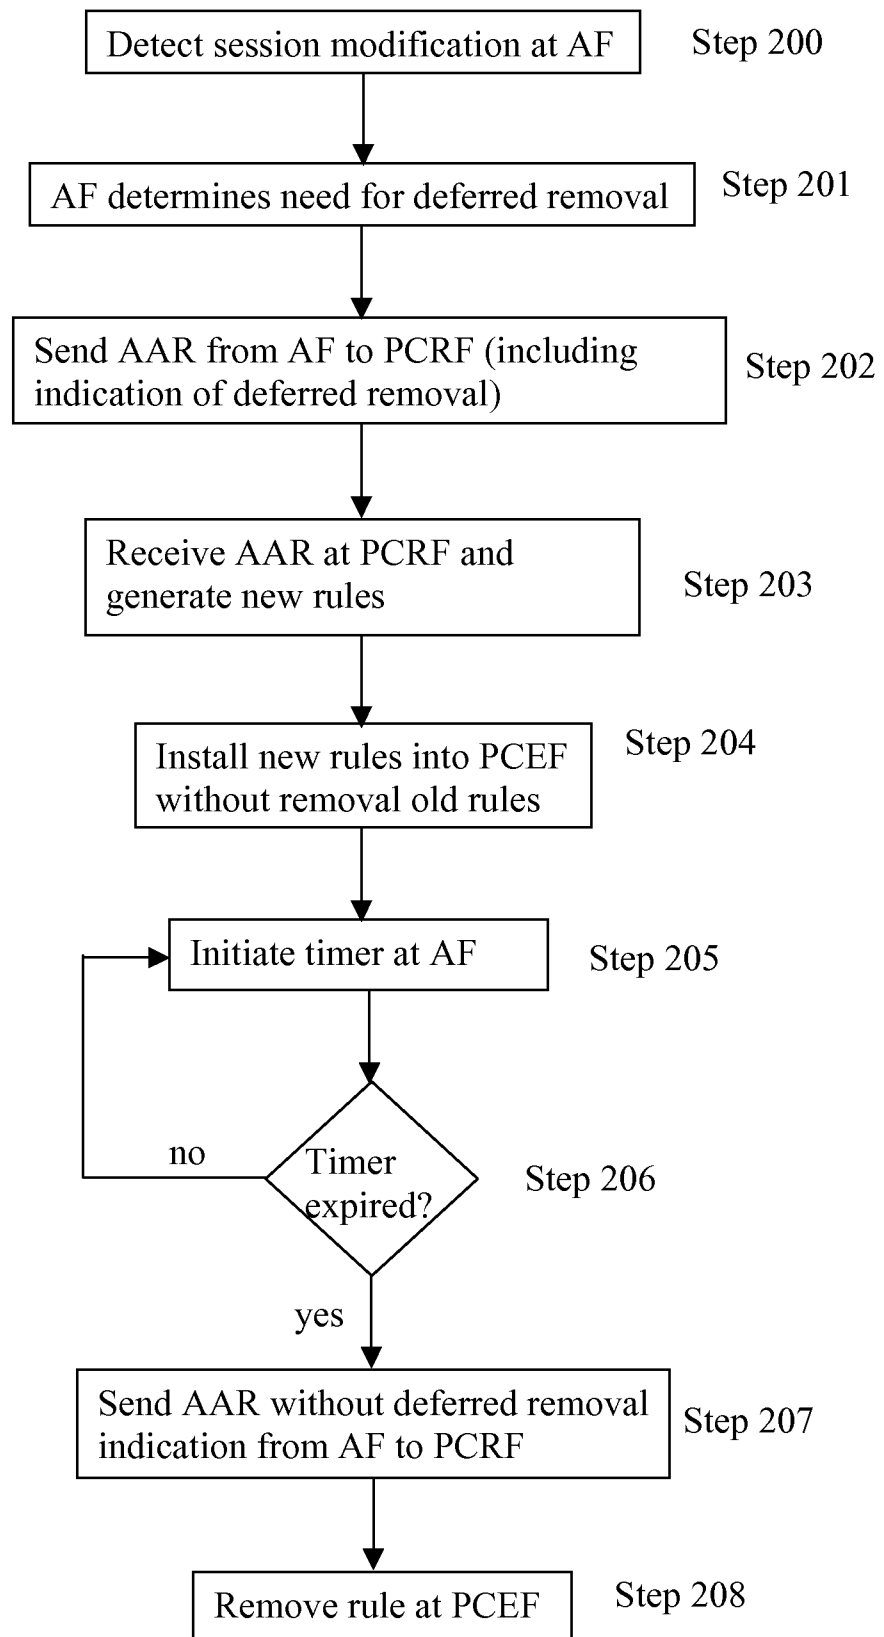 Detect session modification at AF
Step 200
AF determines need for deferred removal
Step 201
Send AAR from AF to PCRF (including
indication of deferred removal)
Step 202
Receive AAR at PCRF and
generate new rules
Step 203
Install new rules into PCEF
without removal old rules
Step 204
Initiate timer at AF
Step 205
no
Timer
expired?
Step 206
yes
Send AAR without deferred removal
indication from AF to PCRF
Step 207
Remove rule at PCEF
Step 208